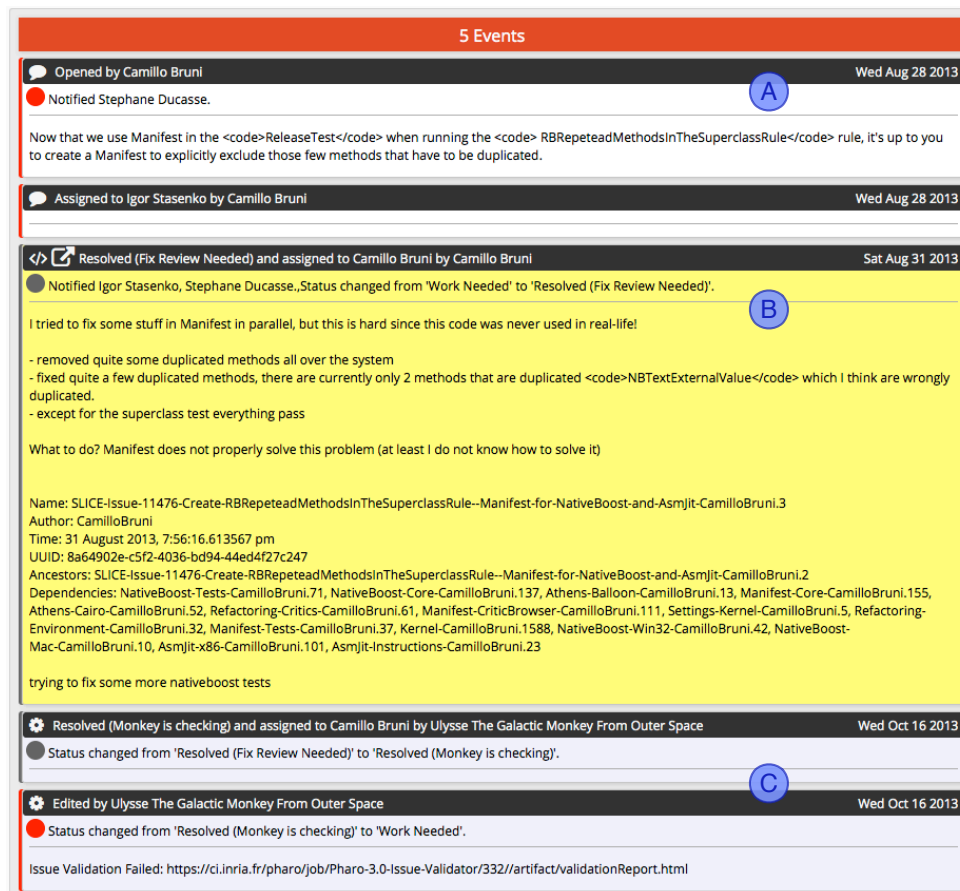 5 Events
Opened by Camillo Bruni Wed Aug 28 2013
A
Notified Stephane Ducasse.
Now that we use Manifest in the <code>ReleaseTest</code> when running the <code> RBRepeteadMethodsInTheSuperclassRule</code> rule, it's up to you
to create a Manifest to explicitly exclude those few methods that have to be duplicated.
Assigned to Igor Stasenko by Camillo Bruni Wed Aug 28 2013
</> Resolved (Fix Review Needed) and assigned to Camillo Bruni by Camillo Bruni Sat Aug 31 2013
Notified Igor Stasenko, Stephane Ducasse.,Status changed from 'Work Needed' to 'Resolved (Fix Review Needed)'.
B
I tried to fix some stuff in Manifest in parallel, but this is hard since this code was never used in real-life!
- removed quite some duplicated methods all over the system
- fixed quite a few duplicated methods, there are currently only 2 methods that are duplicated <code>NBTextExternalValue</code> which I think are wrongly
duplicated.
- except for the superclass test everything pass
What to do? Manifest does not properly solve this problem (at least I do not know how to solve it)
Name: SLICE-Issue-11476-Create-RBRepeteadMethodsInTheSuperclassRule--Manifest-for-NativeBoost-and-AsmJit-CamilloBruni.3
Author: CamilloBruni
Time: 31 August 2013, 7:56:16.613567 pm
UUID: 8a64902e-c5f2-4036-bd94-44ed4f27c247
Ancestors: SLICE-Issue-11476-Create-RBRepeteadMethodsInTheSuperclassRule--Manifest-for-NativeBoost-and-AsmJit-CamilloBruni.2
Dependencies: NativeBoost-Tests-CamilloBruni.71, NativeBoost-Core-CamilloBruni.137, Athens-Balloon-CamilloBruni.13, Manifest-Core-CamilloBruni.155,
Athens-Cairo-CamilloBruni.52, Refactoring-Critics-CamilloBruni.61, Manifest-CriticBrowser-CamilloBruni.111, Settings-Kernel-CamilloBruni.5, Refactoring-
Environment-CamilloBruni.32, Manifest-Tests-CamilloBruni.37, Kernel-CamilloBruni.1588, NativeBoost-Win32-CamilloBruni.42, NativeBoost-
Mac-CamilloBruni.10, AsmJit-x86-CamilloBruni.101, AsmJit-Instructions-CamilloBruni.23
trying to fix some more nativeboost tests
Resolved (Monkey is checking) and assigned to Camillo Bruni by Ulysse The Galactic Monkey From Outer Space Wed Oct 16 2013
Status changed from 'Resolved (Fix Review Needed)' to 'Resolved (Monkey is checking)'.
C
Edited by Ulysse The Galactic Monkey From Outer Space Wed Oct 16 2013
Status changed from 'Resolved (Monkey is checking)' to 'Work Needed'.
Issue Validation Failed: https://ci.inria.fr/pharo/job/Pharo-3.0-Issue-Validator/332//artifact/validationReport.html